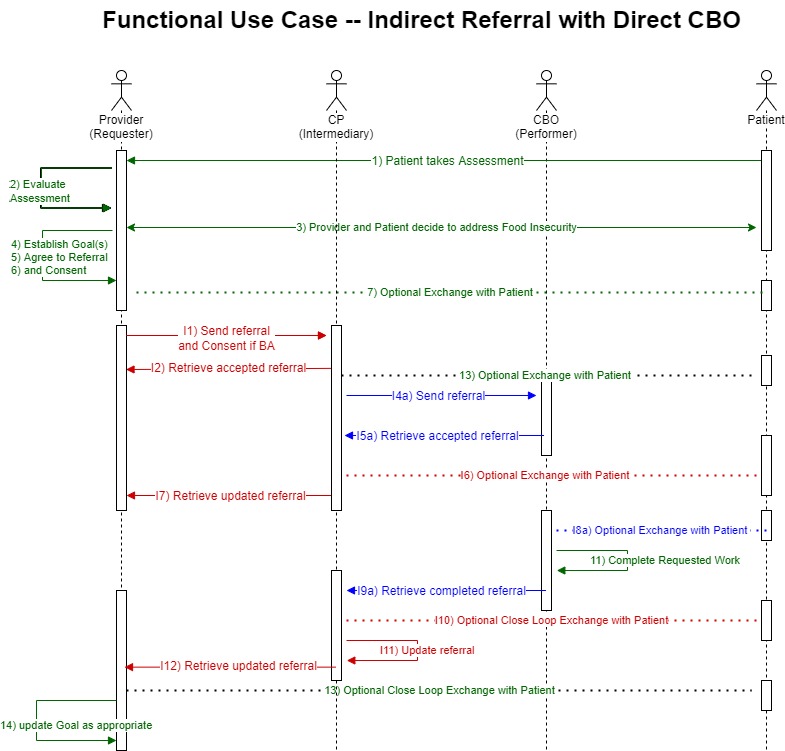 Functional Use Case -- Indirect Referral with Direct CBO
Provider
(Requester)
CP
(Intermediary)
CBO
(Performer)
Patient
1) Patient takes Assessment
2) Evaluate
Assessment
3) Provider and Patient decide to address Food Insecurity
4) Establish Goal(s)
5) Agree to Referral
6) and Consent
7) Optional Exchange with Patient
I1) Send referral
and Consent if BA
I2) Retrieve accepted referral
13) Optional Exchange with Patient
I4a) Send referral
I5a) Retrieve accepted referral
I6) Optional Exchange with Patient
I7) Retrieve updated referral
I8a) Optional Exchange with Patient
11) Complete Requested Work
I9a) Retrieve completed referral
I10) Optional Close Loop Exchange with Patient
I11) Update referral
I12) Retrieve updated referral
13) Optional Close Loop Exchange with Patient
14) update Goal as appropriate